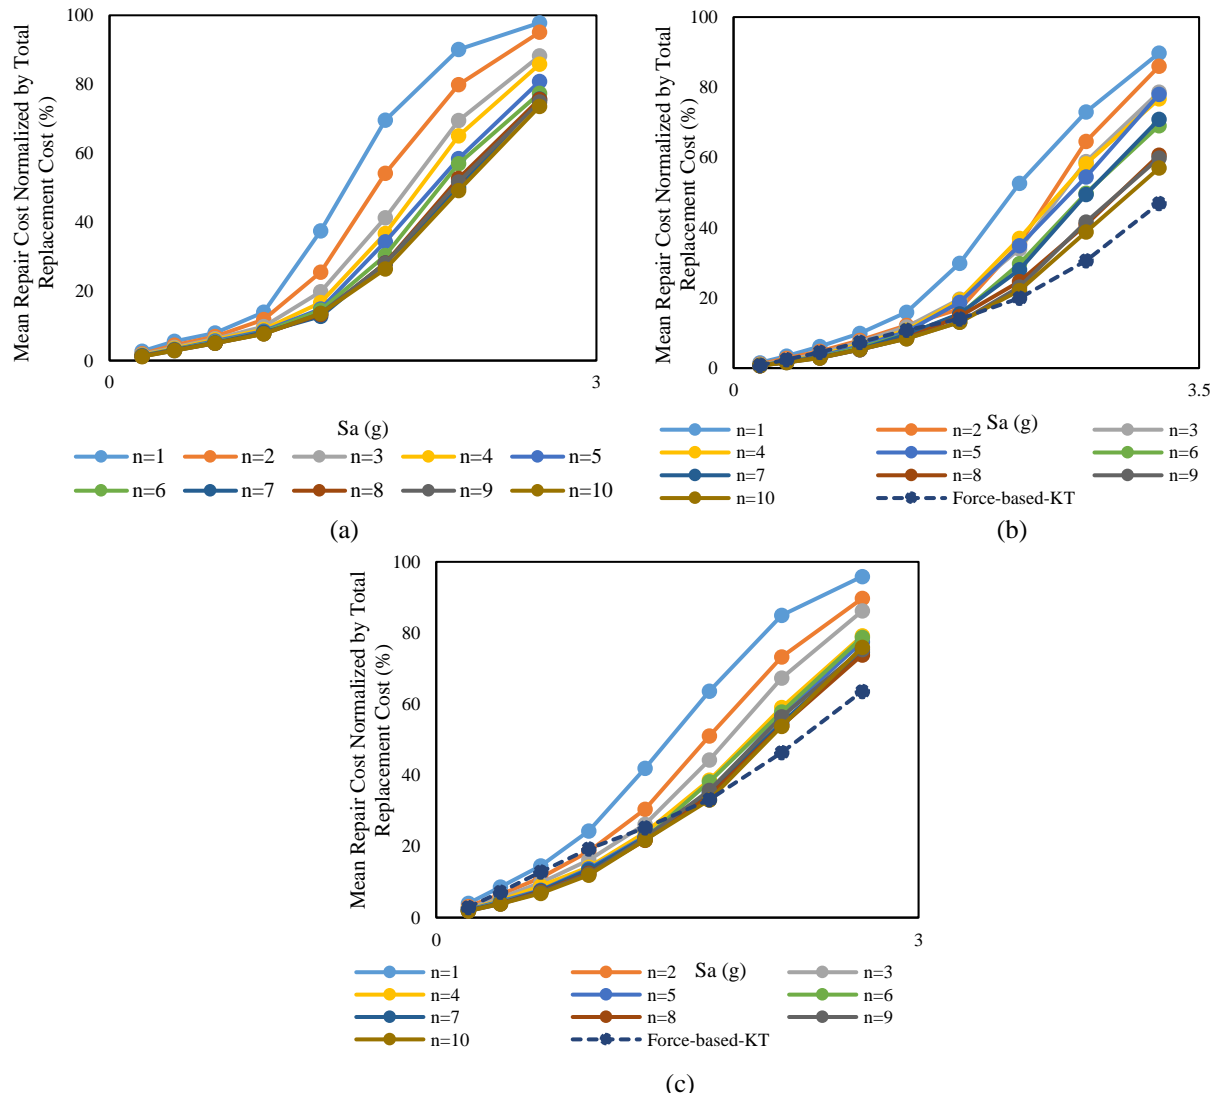 100
80
60
40
20
0
0
3
Mean Repair Cost Normalized by Total
Replacement Cost (%)
Sa (g)
n=1
n=2
n=3
n=4
n=5
n=6
n=7
n=8
n=9
n=10
(a)
100
80
60
40
20
0
0
3.5
Mean Repair Cost Normalized by Total
Replacement Cost (%)
Sa (g)
n=1
n=2
n=3
n=4
n=5
n=6
n=7
n=8
n=9
n=10
Force-based-KT
(b)
100
80
60
40
20
0
0
3
Mean Repair Cost Normalized by Total
Replacement Cost (%)
Sa (g)
n=1
n=2
n=3
n=4
n=5
n=6
n=7
n=8
n=9
n=10
Force-based-KT
(c)